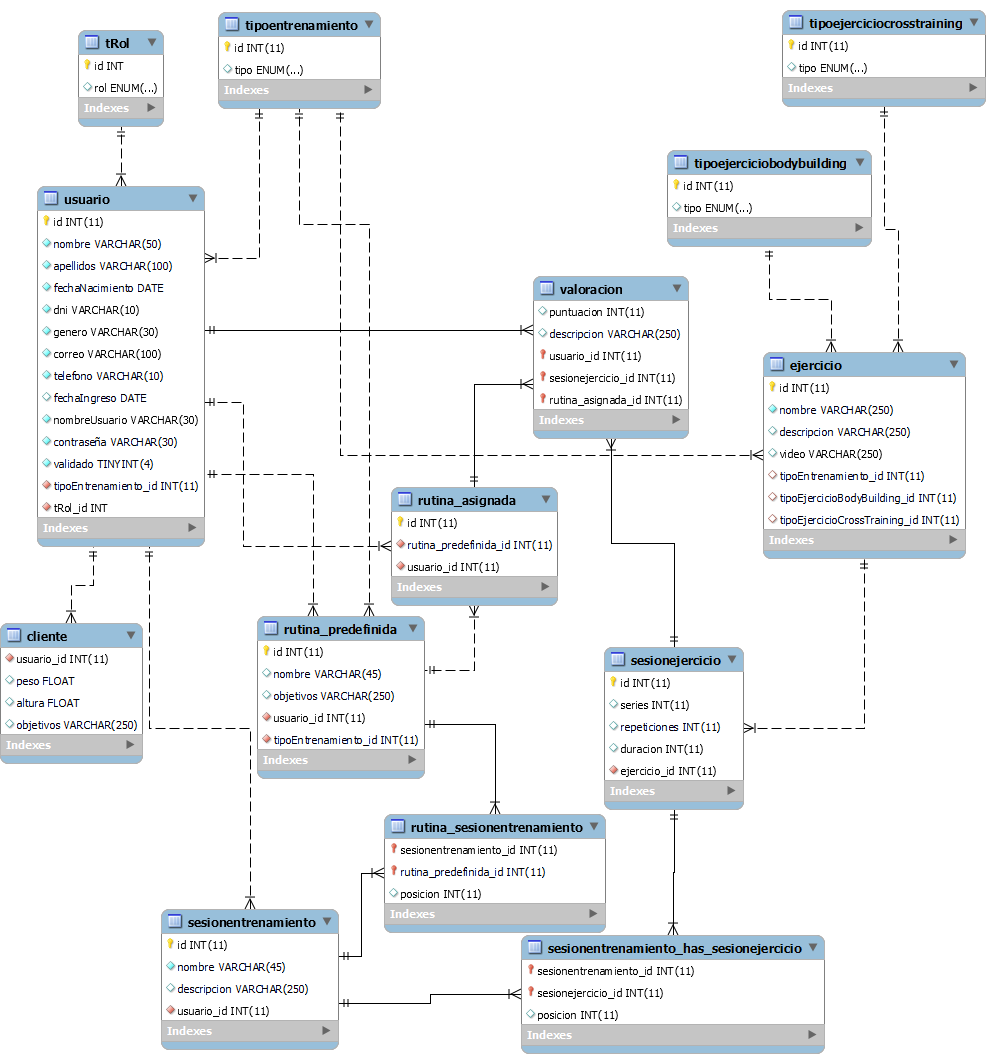 tRol
id INT
rol ENUM(...)
Indexes
tipoentrenamiento
id INT(11)
tipo ENUM(...)
Indexes
tipoejerciciocrosstraining
id INT(11)
tipo ENUM(...)
Indexes
tipoejerciciobodybuilding
id INT(11)
tipo ENUM(...)
Indexes
usuario
id INT(11)
nombre VARCHAR(50)
apellidos VARCHAR(100)
fechaNacimiento DATE
dni VARCHAR(10)
genero VARCHAR(30)
correo VARCHAR(100)
telefono VARCHAR(10)
fechaIngreso DATE
nombreUsuario VARCHAR(30)
contraseña VARCHAR(30)
validado TINYINT(4)
tipoEntrenamiento_id INT(11)
tRol_id INT
Indexes
valoracion
puntuacion INT(11)
descripcion VARCHAR(250)
usuario_id INT(11)
sesionejercicio_id INT(11)
rutina_asignada_id INT(11)
Indexes
ejercicio
id INT(11)
nombre VARCHAR(250)
descripcion VARCHAR(250)
video VARCHAR(250)
tipoEntrenamiento_id INT(11)
tipoEjercicioBodyBuilding_id INT(11)
tipoEjercicioCrossTraining_id INT(11)
Indexes
rutina_asignada
id INT(11)
rutina_predefinida_id INT(11)
usuario_id INT(11)
Indexes
cliente
usuario_id INT(11)
peso FLOAT
altura FLOAT
objetivos VARCHAR(250)
Indexes
rutina_predefinida
id INT(11)
nombre VARCHAR(45)
objetivos VARCHAR(250)
usuario_id INT(11)
tipoEntrenamiento_id INT(11)
Indexes
sesionejercicio
id INT(11)
series INT(11)
repeticiones INT(11)
duracion INT(11)
ejercicio_id INT(11)
Indexes
rutina_sesionentrenamiento
sesionentrenamiento_id INT(11)
rutina_predefinida_id INT(11)
posicion INT(11)
Indexes
sesionentrenamiento
id INT(11)
nombre VARCHAR(45)
descripcion VARCHAR(250)
usuario_id INT(11)
Indexes
sesionentrenamiento_has_sesionejercicio
sesionentrenamiento_id INT(11)
sesionejercicio_id INT(11)
posicion INT(11)
Indexes